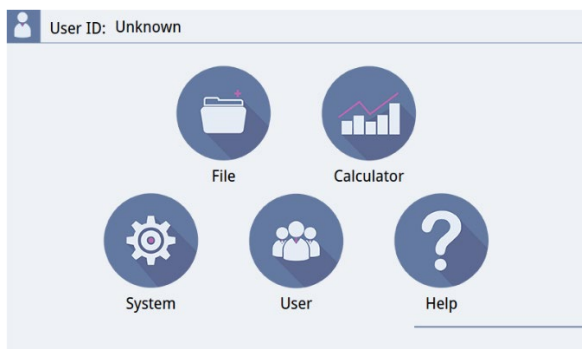 User ID: Unknown
File Calculator
System User Help